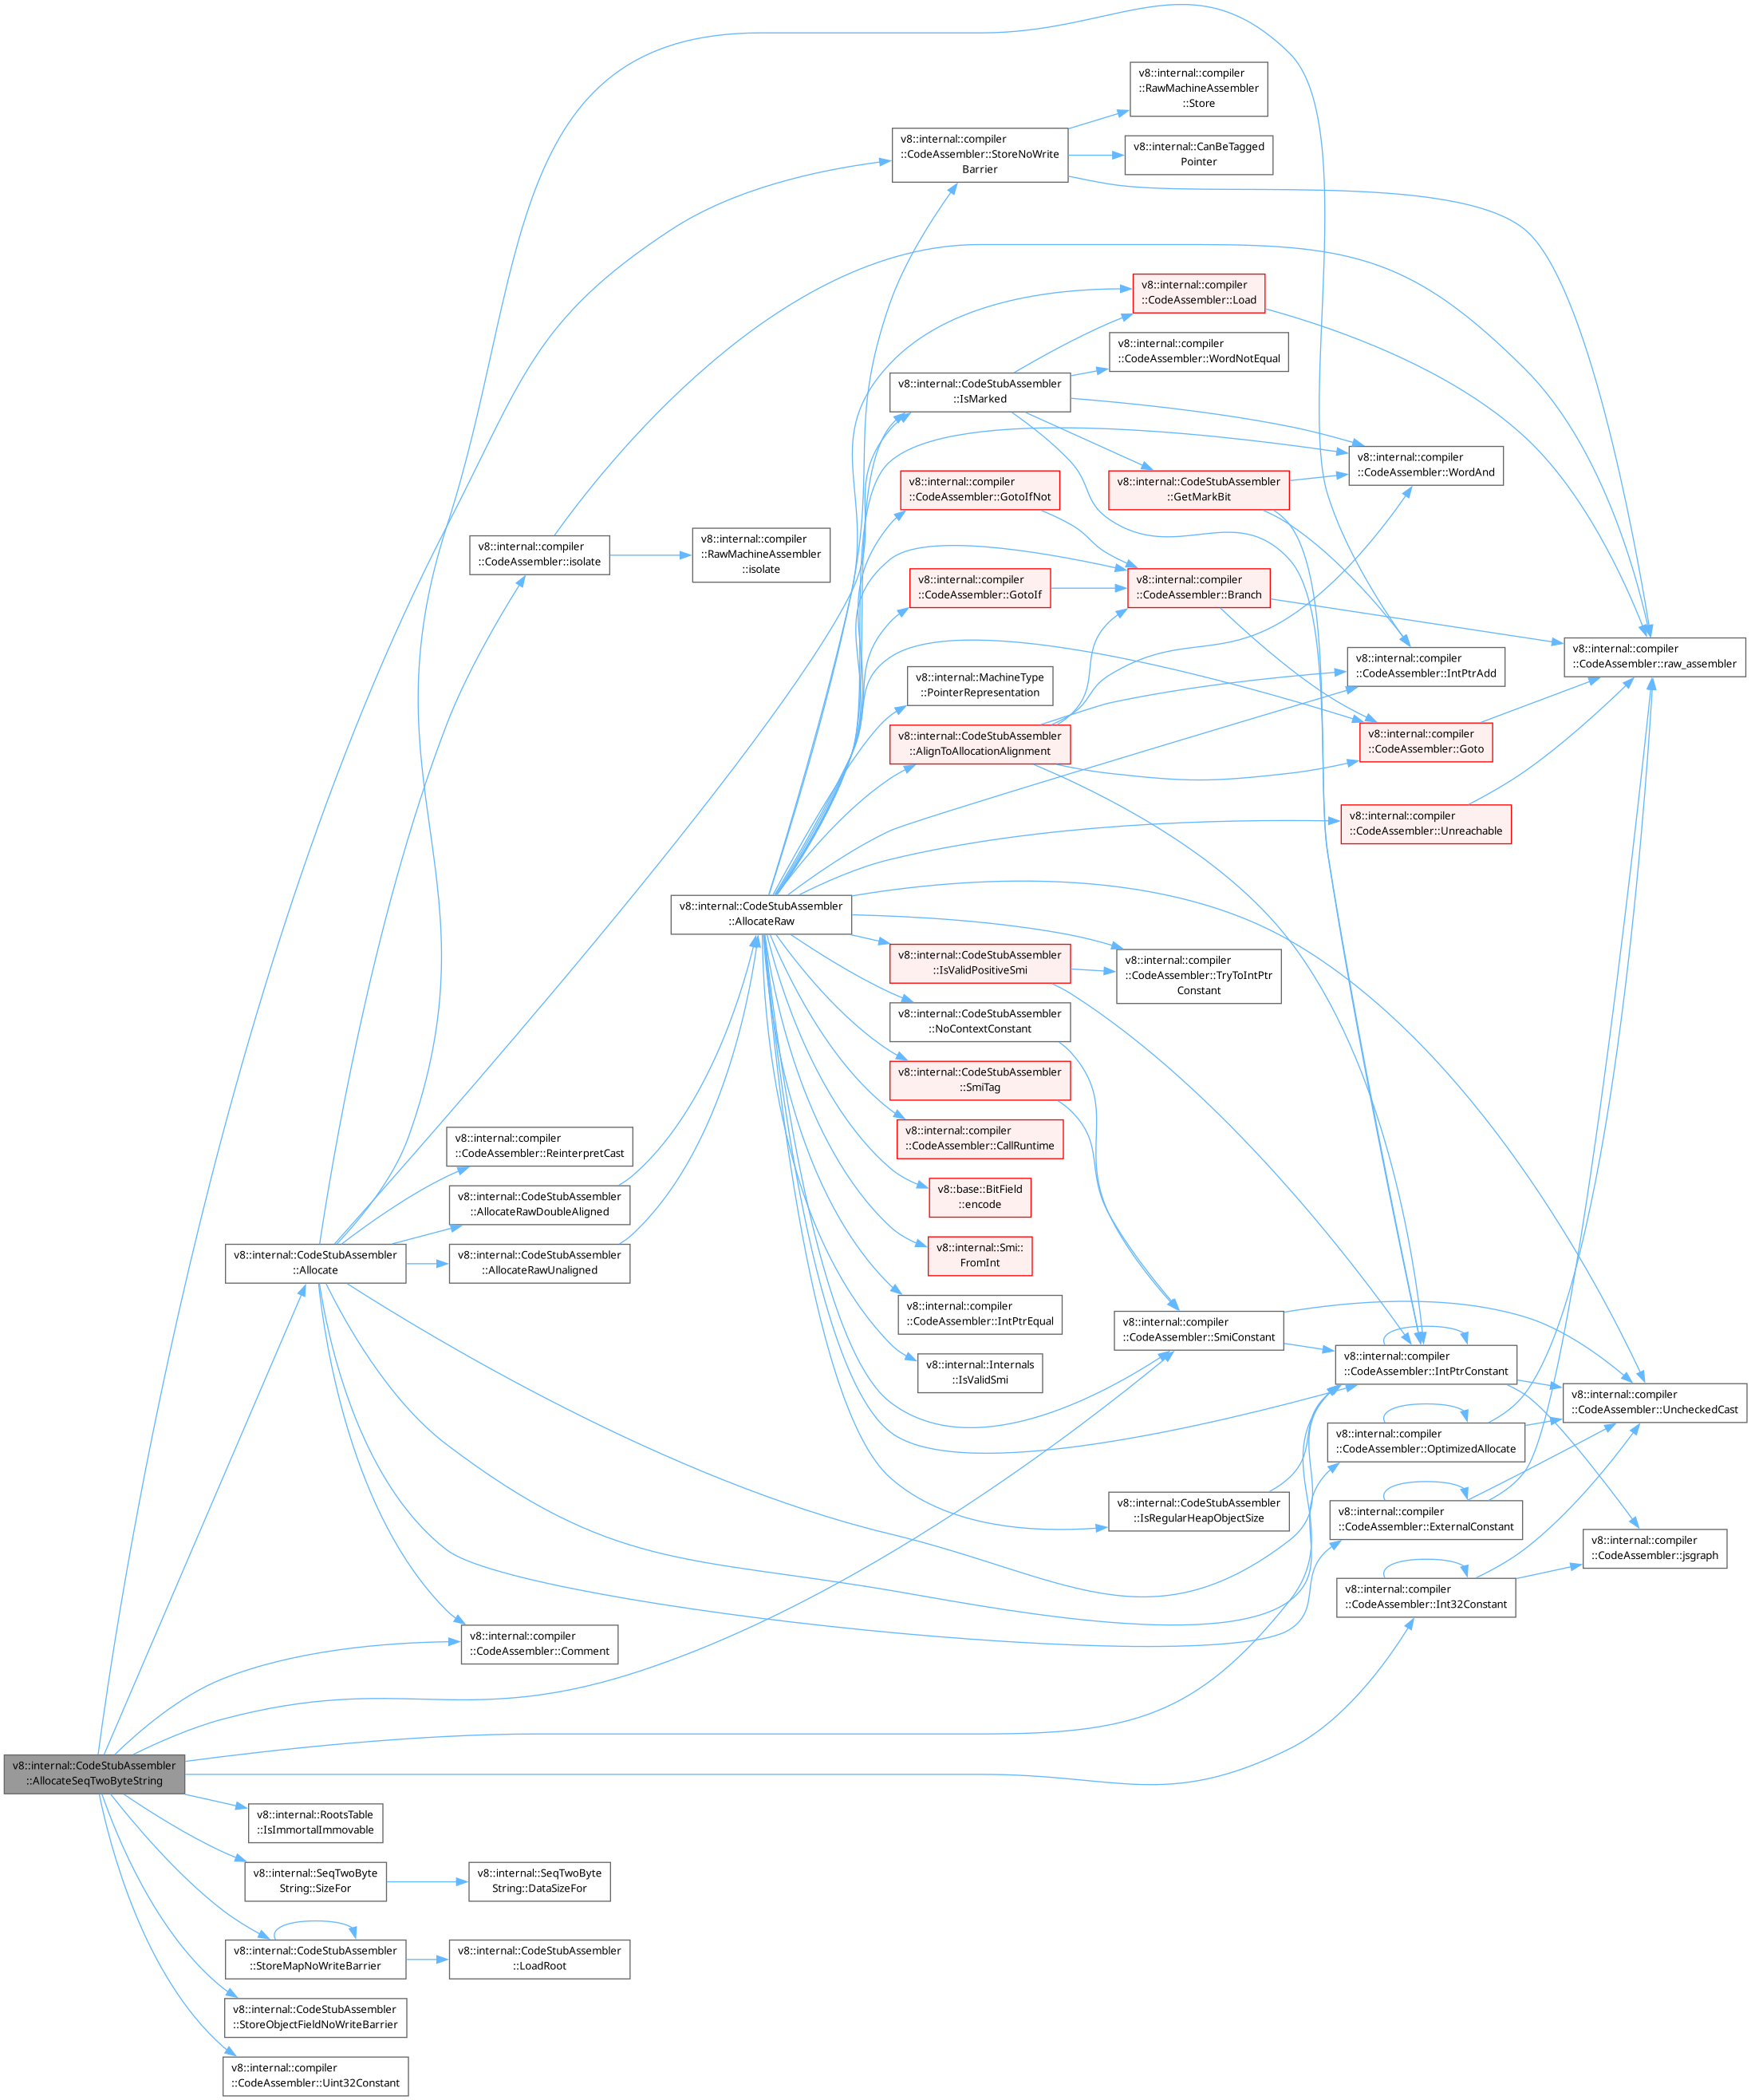 v8::internal::compiler
::RawMachineAssembler
::Store
v8::internal::compiler
::CodeAssembler::StoreNoWrite
Barrier
v8::internal::CanBeTagged
Pointer
v8::internal::compiler
::CodeAssembler::Load
v8::internal::compiler
::CodeAssembler::WordNotEqual
v8::internal::CodeStubAssembler
::IsMarked
v8::internal::compiler
::CodeAssembler::WordAnd
v8::internal::compiler
::CodeAssembler::GotoIfNot
v8::internal::CodeStubAssembler
::GetMarkBit
v8::internal::compiler
::CodeAssembler::isolate
v8::internal::compiler
::RawMachineAssembler
::isolate
v8::internal::compiler
::CodeAssembler::GotoIf
v8::internal::compiler
::CodeAssembler::Branch
v8::internal::compiler
::CodeAssembler::raw_assembler
v8::internal::compiler
::CodeAssembler::IntPtrAdd
v8::internal::MachineType
::PointerRepresentation
v8::internal::CodeStubAssembler
::AlignToAllocationAlignment
v8::internal::compiler
::CodeAssembler::Goto
v8::internal::compiler
::CodeAssembler::Unreachable
v8::internal::CodeStubAssembler
::AllocateRaw
v8::internal::CodeStubAssembler
::IsValidPositiveSmi
v8::internal::compiler
::CodeAssembler::TryToIntPtr
Constant
v8::internal::CodeStubAssembler
::NoContextConstant
v8::internal::CodeStubAssembler
::SmiTag
v8::internal::compiler
::CodeAssembler::CallRuntime
v8::internal::compiler
::CodeAssembler::ReinterpretCast
v8::base::BitField
::encode
v8::internal::CodeStubAssembler
::AllocateRawDoubleAligned
v8::internal::CodeStubAssembler
::Allocate
v8::internal::CodeStubAssembler
::AllocateRawUnaligned
v8::internal::Smi::
FromInt
v8::internal::compiler
::CodeAssembler::IntPtrEqual
v8::internal::compiler
::CodeAssembler::SmiConstant
v8::internal::Internals
::IsValidSmi
v8::internal::compiler
::CodeAssembler::IntPtrConstant
v8::internal::compiler
::CodeAssembler::UncheckedCast
v8::internal::compiler
::CodeAssembler::OptimizedAllocate
v8::internal::CodeStubAssembler
::IsRegularHeapObjectSize
v8::internal::compiler
::CodeAssembler::ExternalConstant
v8::internal::compiler
::CodeAssembler::jsgraph
v8::internal::compiler
::CodeAssembler::Int32Constant
v8::internal::compiler
::CodeAssembler::Comment
v8::internal::CodeStubAssembler
::AllocateSeqTwoByteString
v8::internal::RootsTable
::IsImmortalImmovable
v8::internal::SeqTwoByte
String::SizeFor
v8::internal::SeqTwoByte
String::DataSizeFor
v8::internal::CodeStubAssembler
::StoreMapNoWriteBarrier
v8::internal::CodeStubAssembler
::LoadRoot
v8::internal::CodeStubAssembler
::StoreObjectFieldNoWriteBarrier
v8::internal::compiler
::CodeAssembler::Uint32Constant